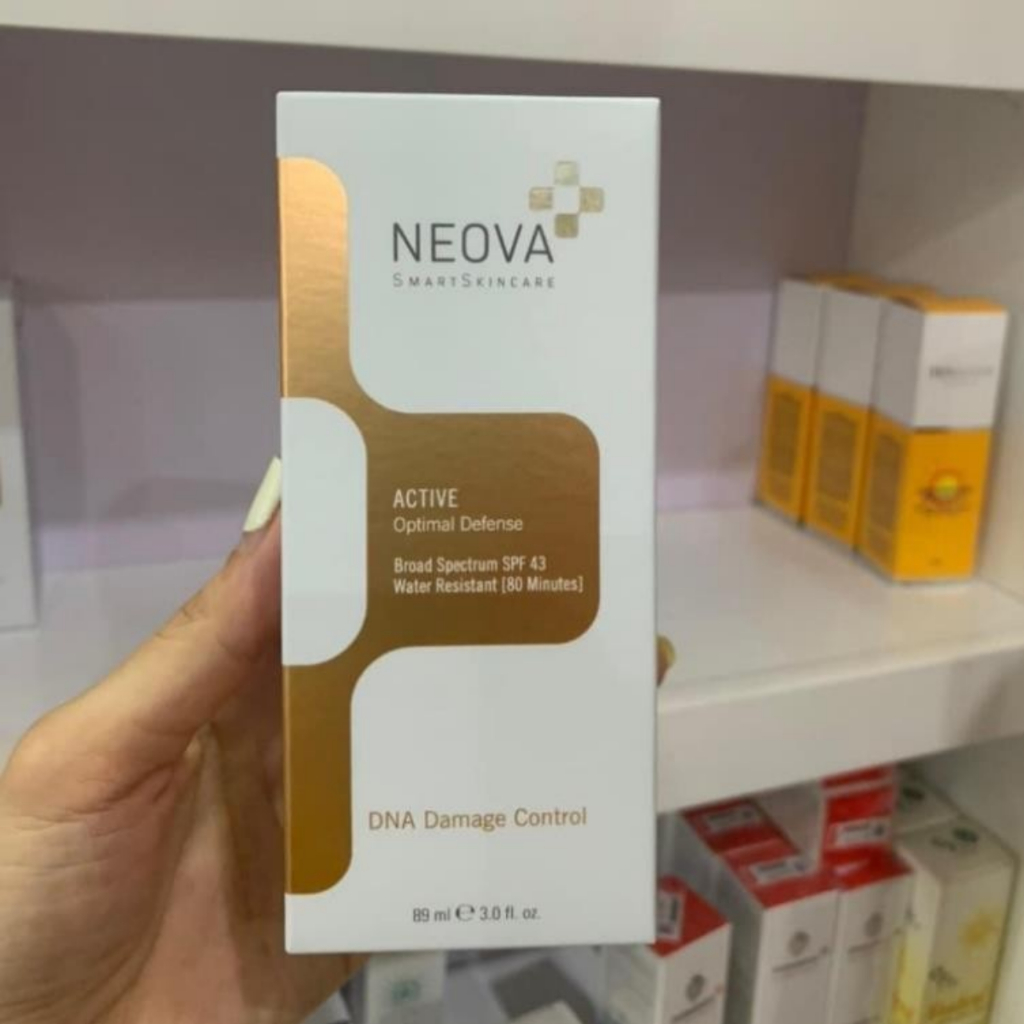 NEOVA
SMARTSKINCARE
ACTIVE
Optimal Defense
Broad Spectrum SPF 43
Water Resistant [80 Minutes]
DNA Damage Control
89 ml ℮ 3.0 fl. oz.